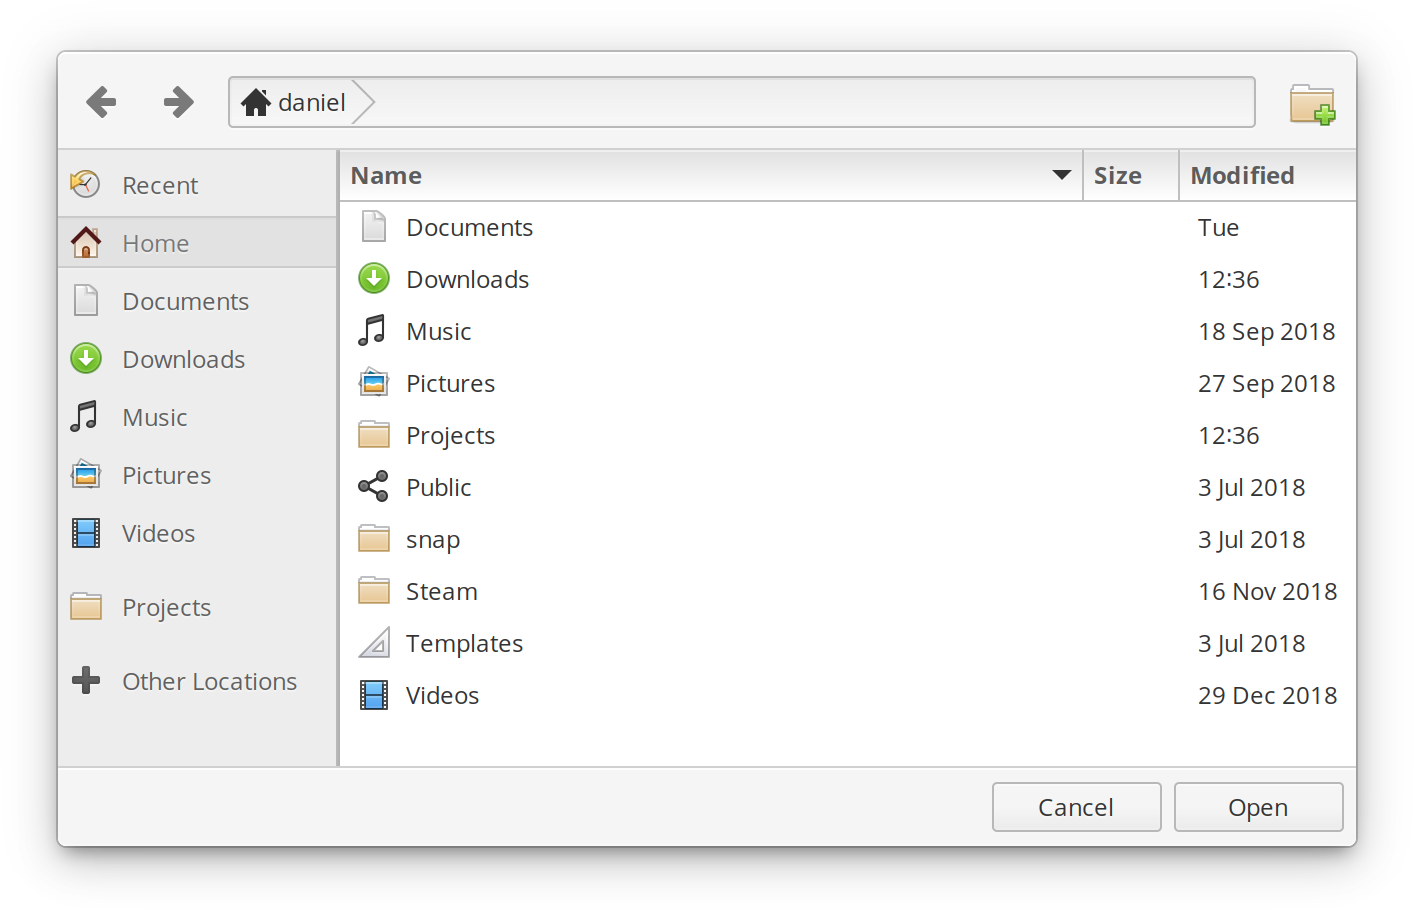 daniel
Recent
Home
Documents
Downloads
Music
Pictures
Videos
Projects
Other Locations
Name Size Modified
Documents Tue
Downloads 12:36
Music 18 Sep 2018
Pictures 27 Sep 2018
Projects 12:36
Public 3 Jul 2018
snap 3 Jul 2018
Steam 16 Nov 2018
Templates 3 Jul 2018
Videos 29 Dec 2018
Cancel Open